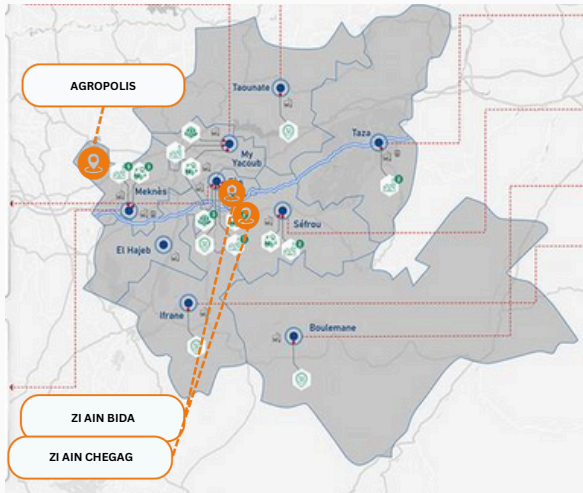 AGROPOLIS
Taounate
Taza
My
Yacoub
Meknès
Séfrou
El Hajeb
Ifrane
Boulemane
ZI AIN BIDA
ZI AIN CHEGAG